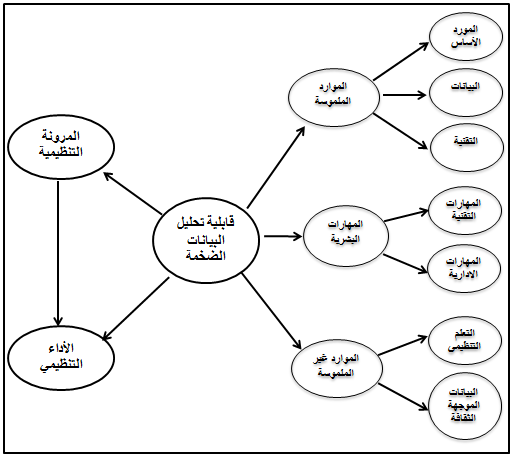 المورد
الأساس
البيانات
التقنية
الموارد
الملموسة
المهارات
التقنية
المهارات
الادارية
المهارات
البشرية
التعلم
التنظيمي
البيانات
الموجهة
الثقافة
الموارد غير
الملموسة
قابلية تحليل
البيانات
الضخمة
المرونة
التنظيمية
الأداء
التنظيمي